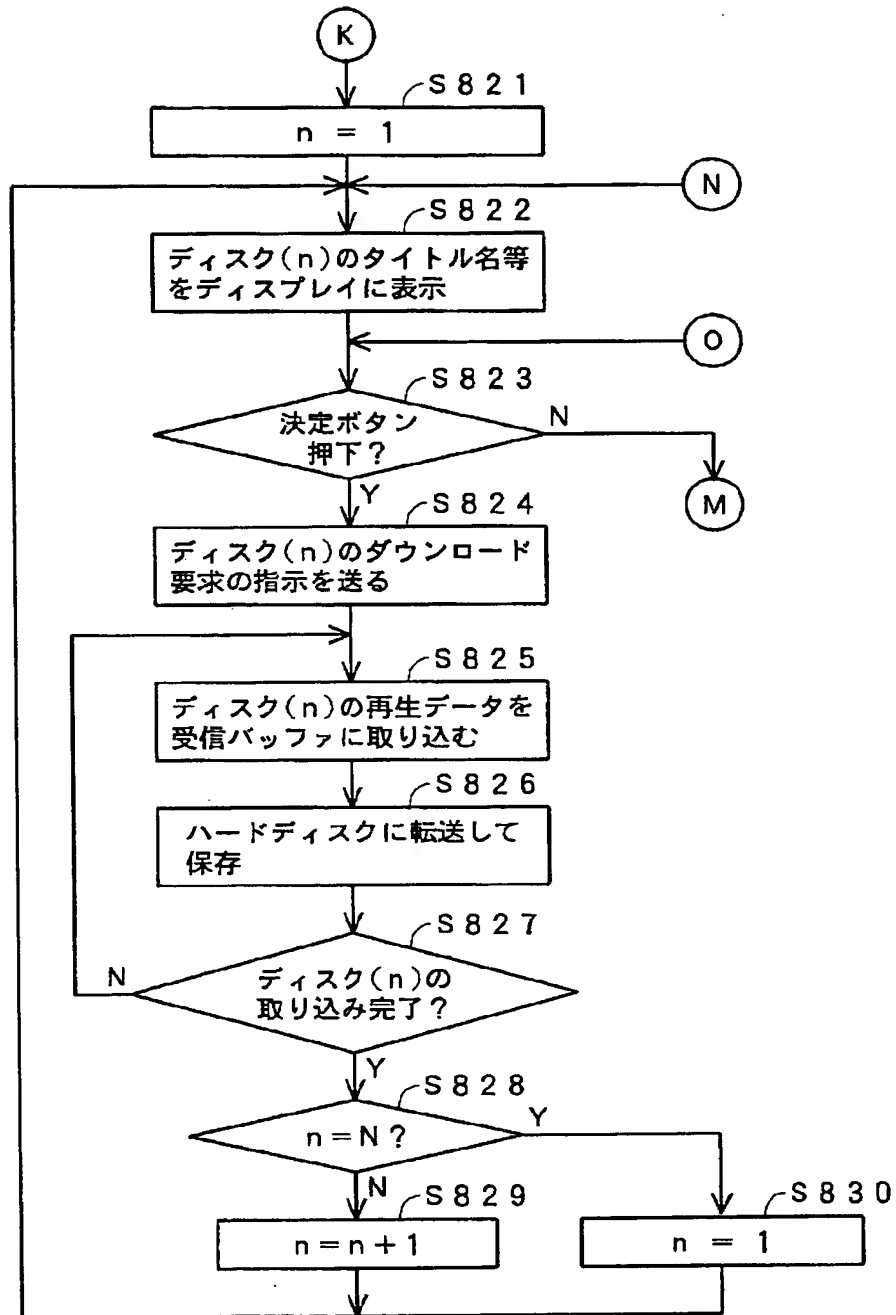 K
S821
n = 1
N
S822
ディスク(n)のタイトル名等
をディスプレイに表示
O
S823
決定ボタン
押下?
N
Y
M
S824
ディスク(n)のダウンロード
要求の指示を送る
S825
ディスク(n)の再生データを
受信バッファに取り込む
S826
ハードディスクに転送して
保存
S827
N
ディスク(n)の
取り込み完了?
Y
S828
n=N?
Y
N
S829
n=n+1
S830
n = 1